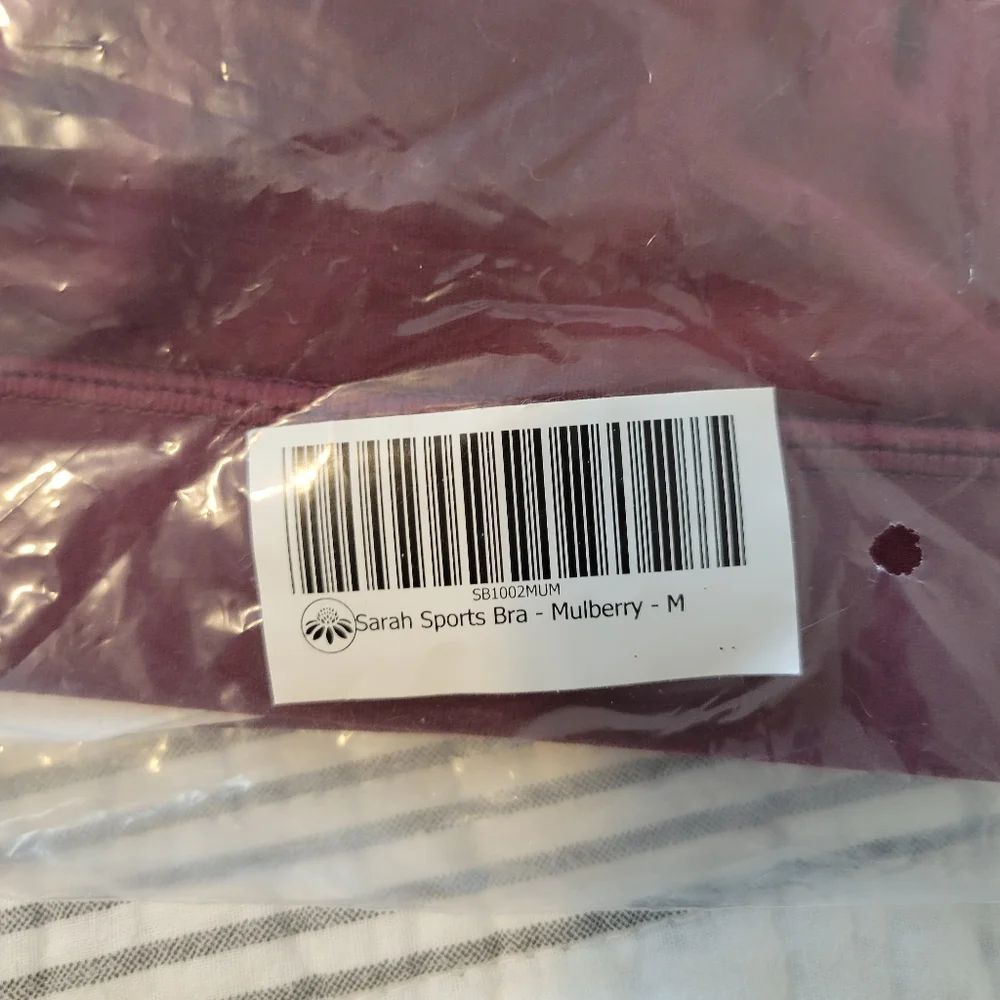 SB1002MUM
Sarah Sports Bra - Mulberry - M